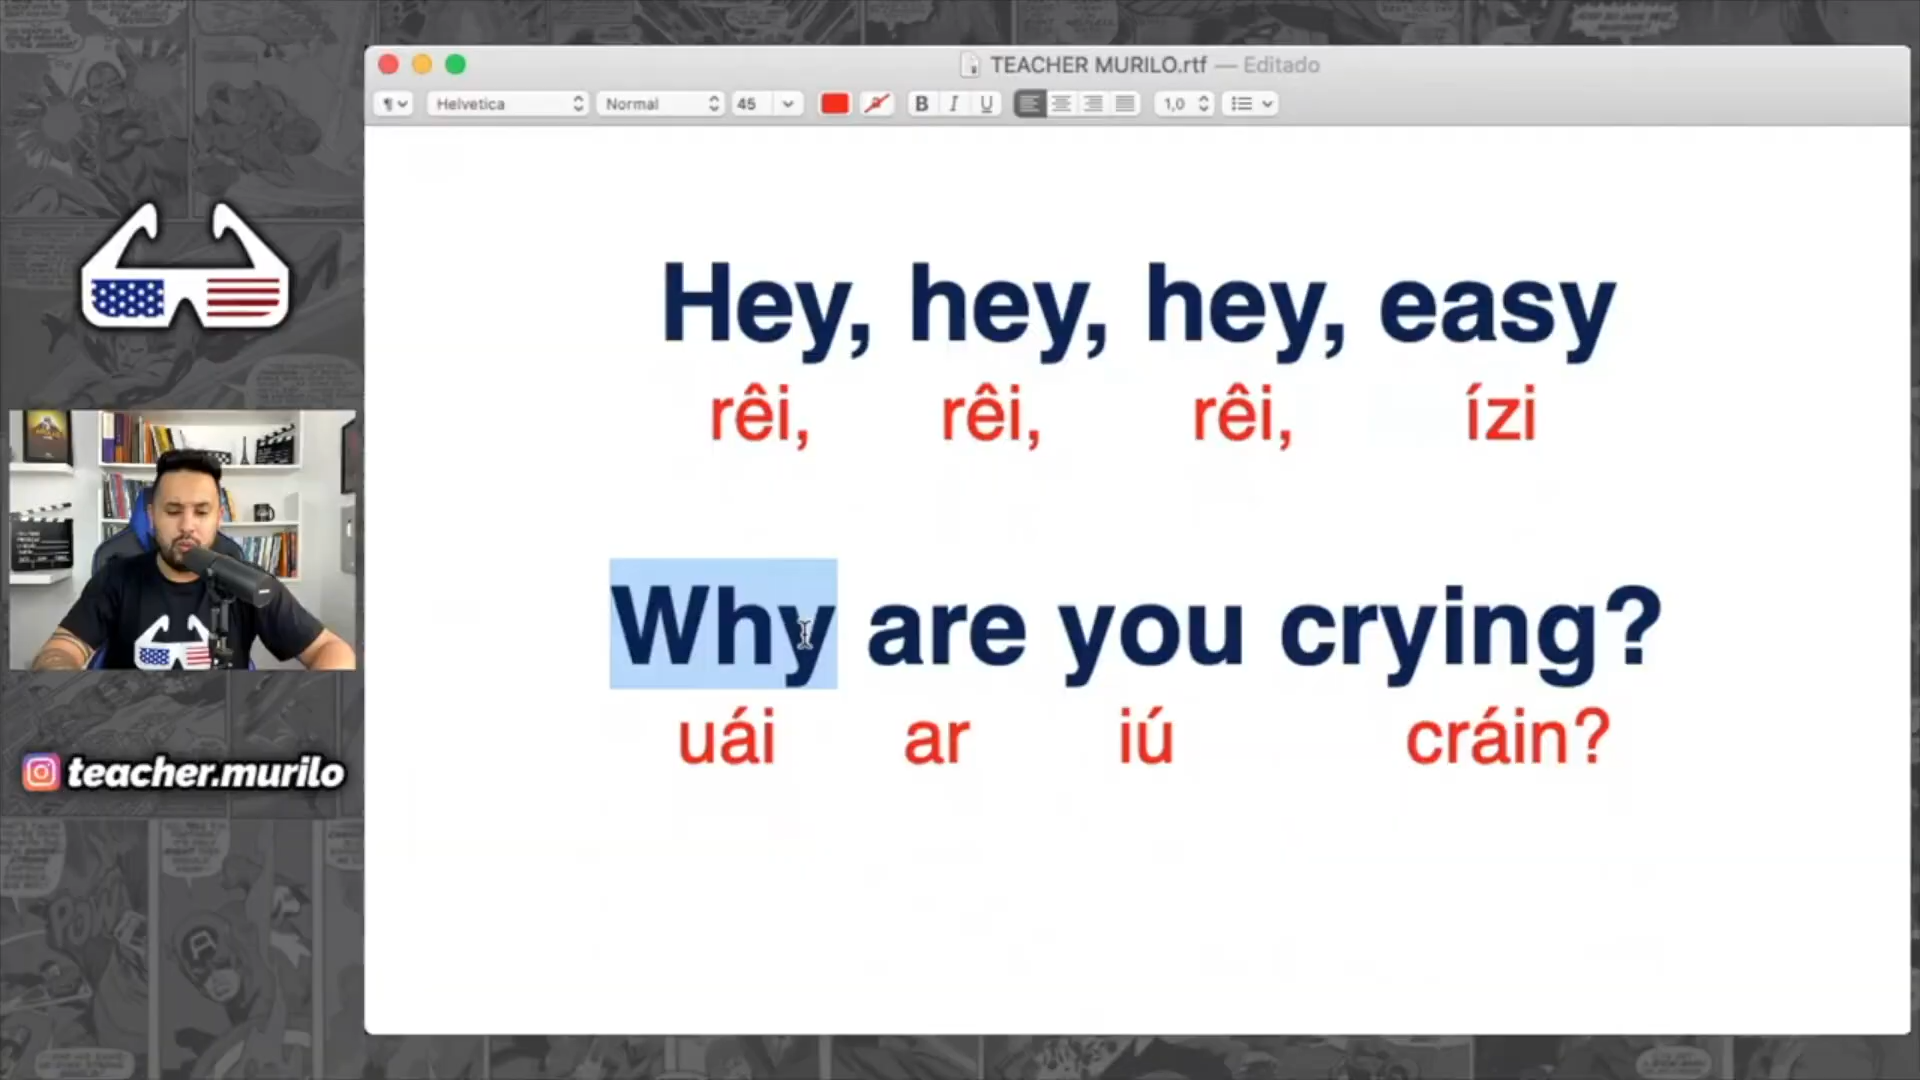 TEACHER MURILO.rtf — Editado
¶ Helvetica Normal 45 a B I U 1,0
Hey, hey, hey, easy
rêi, rêi, rêi, ízi
Why are you crying?
uái ar iú cráin?
teacher.murilo
POW
A